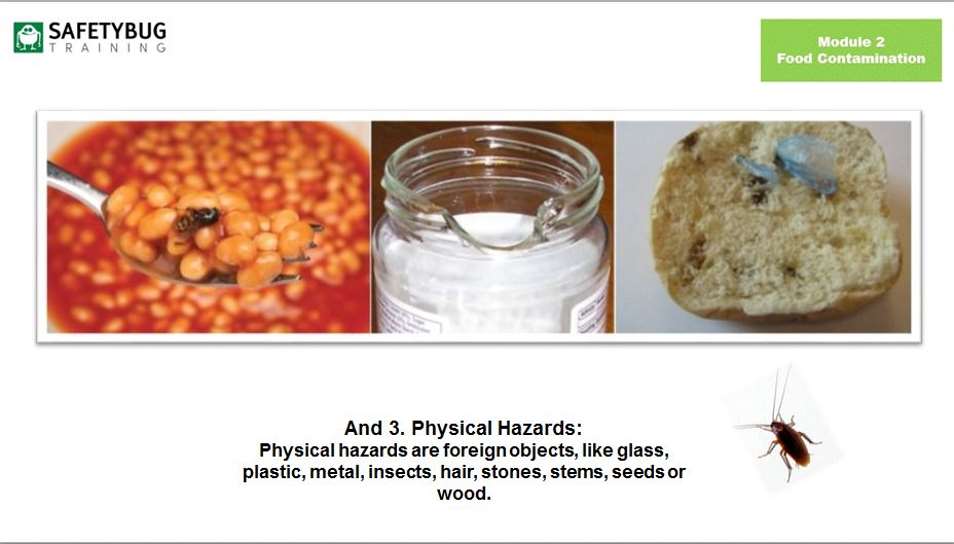 SAFETYBUG
TRAINING
Module 2
Food Contamination
And 3. Physical Hazards:
Physical hazards are foreign objects, like glass,
plastic, metal, insects, hair, stones, stems, seeds or
wood.